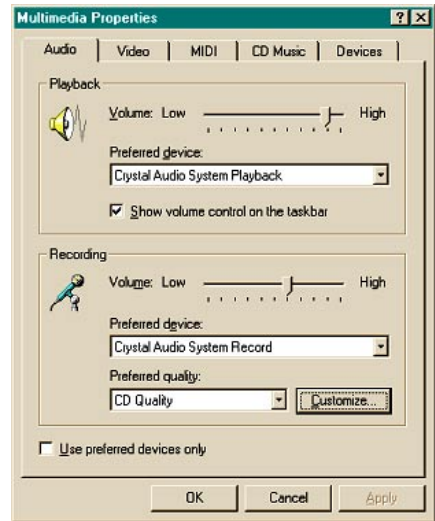 Multimedia Properties
Audio Video MIDI CD Music Devices
Playback
Volume: Low High
Preferred device:
Crystal Audio System Playback
Show volume control on the taskbar
Recording
Volume: Low High
Preferred device:
Crystal Audio System Record
Preferred quality:
CD Quality Customize...
Use preferred devices only
OK Cancel Apply